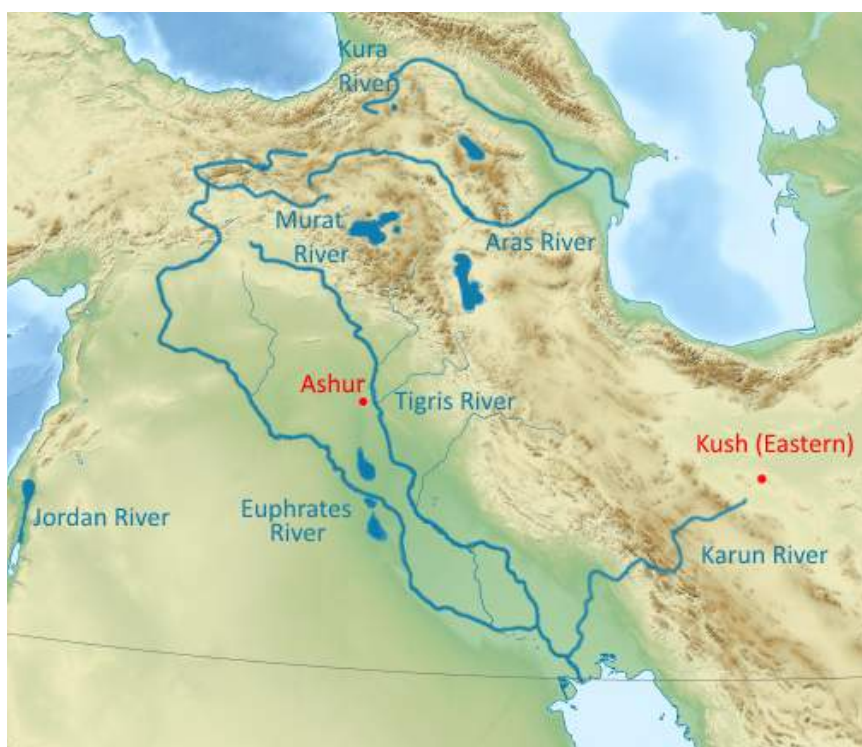 Kura
River
Murat
River
Aras River
Ashur
Tigris River
Kush (Eastern)
Euphrates
River
Jordan River
Karun River